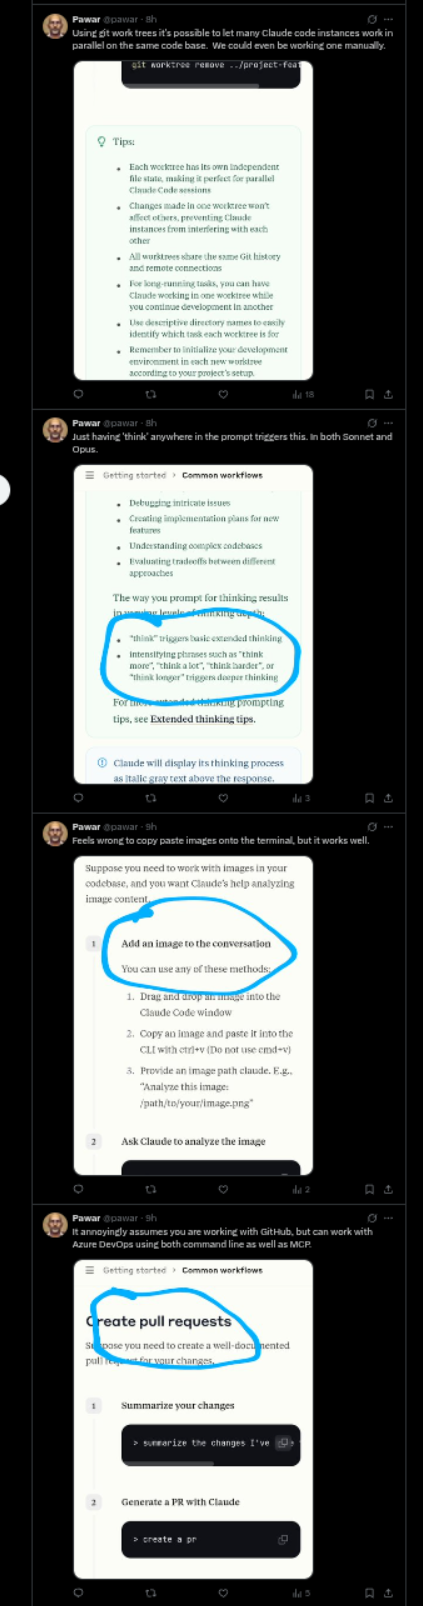 Pawar @pawar · 8h
Using git work trees it's possible to let many Claude code instances work in
parallel on the same code base. We could even be working one manually.
git worktree remove ../project-feat
Tips:
Each worktree has its own independent
file state, making it perfect for parallel
Claude Code sessions
Changes made in one worktree won't
affect others, preventing Claude
instances from interfering with each
other
All worktrees share the same Git history
and remote connections
For long-running tasks, you can have
Claude working in one worktree while
you continue development in another
Use descriptive directory names to easily
identify which task each worktree is for
Remember to initialize your development
environment in each new worktree
according to your project's setup.
18
Pawar @pawar · 8h
Just having 'think' anywhere in the prompt triggers this. In both Sonnet and
Opus.
Getting started > Common workflows
Debugging intricate issues
Creating implementation plans for new
features
Understanding complex codebases
Evaluating tradeoffs between different
approaches
The way you prompt for thinking results
in varying levels of thinking depth:
"think" triggers basic extended thinking
intensifying phrases such as "think
more", "think a lot", "think harder", or
"think longer" triggers deeper thinking
For more extended thinking prompting
tips, see Extended thinking tips.
Claude will display its thinking process
as italic gray text above the response.
3
Pawar @pawar · 9h
Feels wrong to copy paste images onto the terminal, but it works well.
Suppose you need to work with images in your
codebase, and you want Claude's help analyzing
image content.
1 Add an image to the conversation
You can use any of these methods:
1. Drag and drop an image into the
Claude Code window
2. Copy an image and paste it into the
CLI with ctrl+v (Do not use cmd+v)
3. Provide an image path claude. E.g.,
"Analyze this image:
/path/to/your/image.png"
2 Ask Claude to analyze the image
2
Pawar @pawar · 9h
It annoyingly assumes you are working with GitHub, but can work with
Azure DevOps using both command line as well as MCP.
Getting started > Common workflows
Create pull requests
Suppose you need to create a well-documented
pull request for your changes.
1 Summarize your changes
> summarize the changes I've
2 Generate a PR with Claude
> create a pr
5